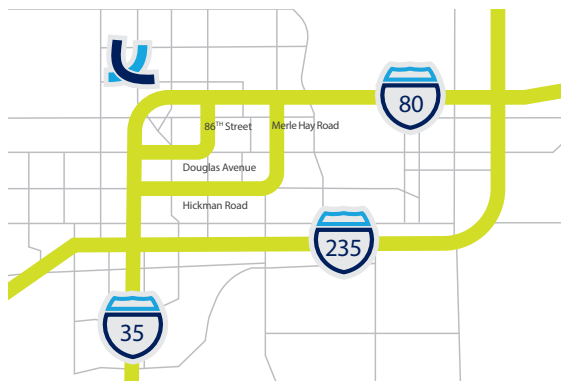 80
86TH Street
Merle Hay Road
Douglas Avenue
Hickman Road
235
35